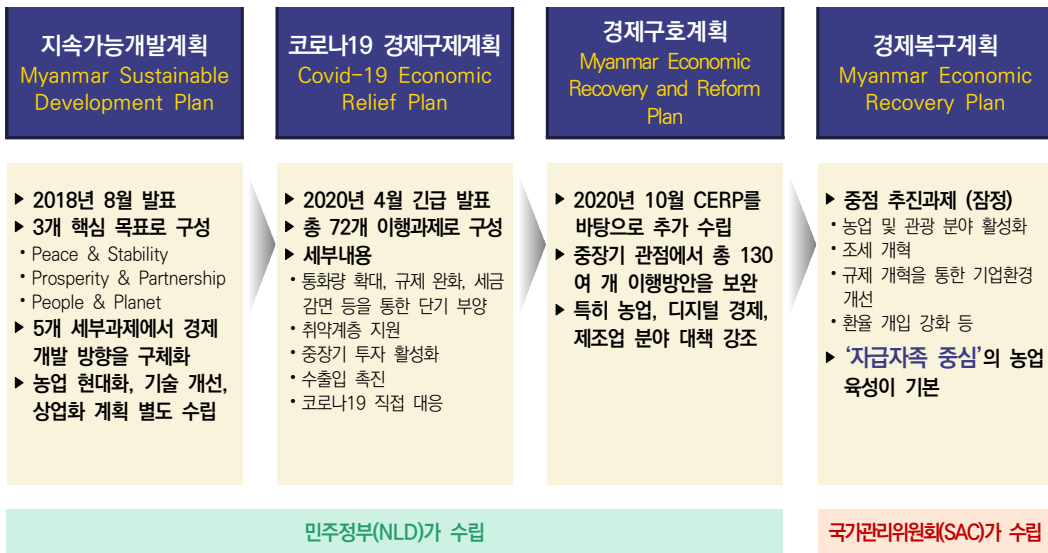 지속가능개발계획
Myanmar Sustainable
Development Plan
▶ 2018년 8월 발표
▶ 3개 핵심 목표로 구성
• Peace & Stability
• Prosperity & Partnership
• People & Planet
▶ 5개 세부과제에서 경제
개발 방향을 구체화
▶ 농업 현대화, 기술 개선,
상업화 계획 별도 수립
코로나19 경제구제계획
Covid-19 Economic
Relief Plan
▶ 2020년 4월 긴급 발표
▶ 총 72개 이행과제로 구성
▶ 세부내용
• 통화량 확대, 규제 완화, 세금
감면 등을 통한 단기 부양
• 취약계층 지원
• 중장기 투자 활성화
• 수출입 촉진
• 코로나19 직접 대응
경제구호계획
Myanmar Economic
Recovery and Reform
Plan
▶ 2020년 10월 CERP를
바탕으로 추가 수립
▶ 중장기 관점에서 총 130
여 개 이행방안을 보완
▶ 특히 농업, 디지털 경제,
제조업 분야 대책 강조
경제복구계획
Myanmar Economic
Recovery Plan
▶ 중점 추진과제 (잠정)
• 농업 및 관광 분야 활성화
• 조세 개혁
• 규제 개혁을 통한 기업환경
개선
• 환율 개입 강화 등
▶ ‘자급자족 중심’의 농업
육성이 기본
민주정부(NLD)가 수립
국가관리위원회(SAC)가 수립